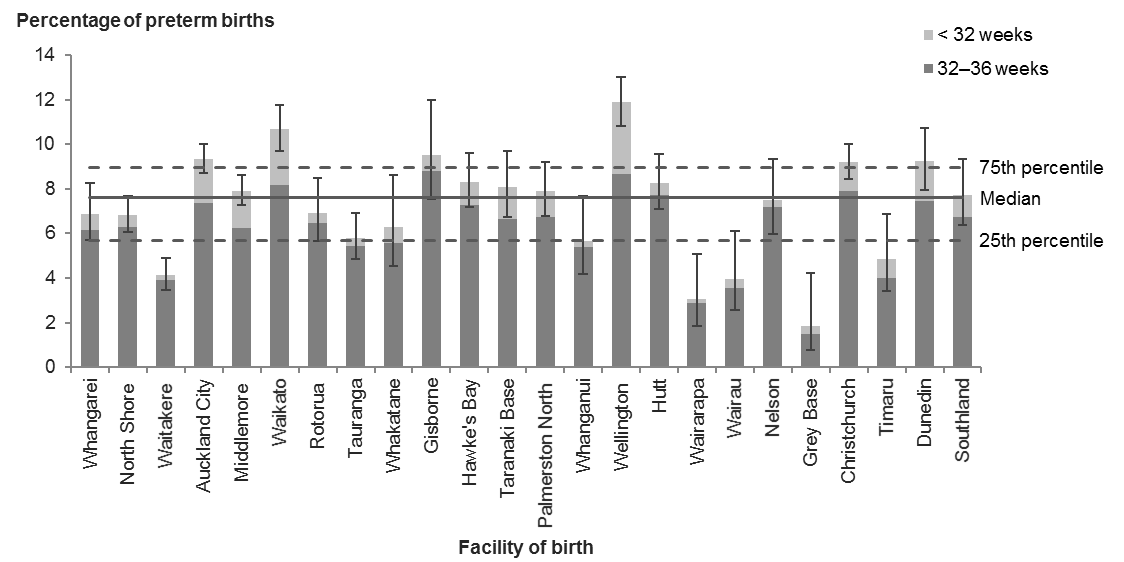 Percentage of preterm births
< 32 weeks
32–36 weeks
14
12
10
8
6
4
2
0
75th percentile
Median
25th percentile
Whangarei
North Shore
Waitakere
Auckland City
Middlemore
Waikato
Rotorua
Tauranga
Whakatane
Gisborne
Hawke's Bay
Taranaki Base
Palmerston North
Whanganui
Wellington
Hutt
Wairarapa
Wairau
Nelson
Grey Base
Christchurch
Timaru
Dunedin
Southland
Facility of birth